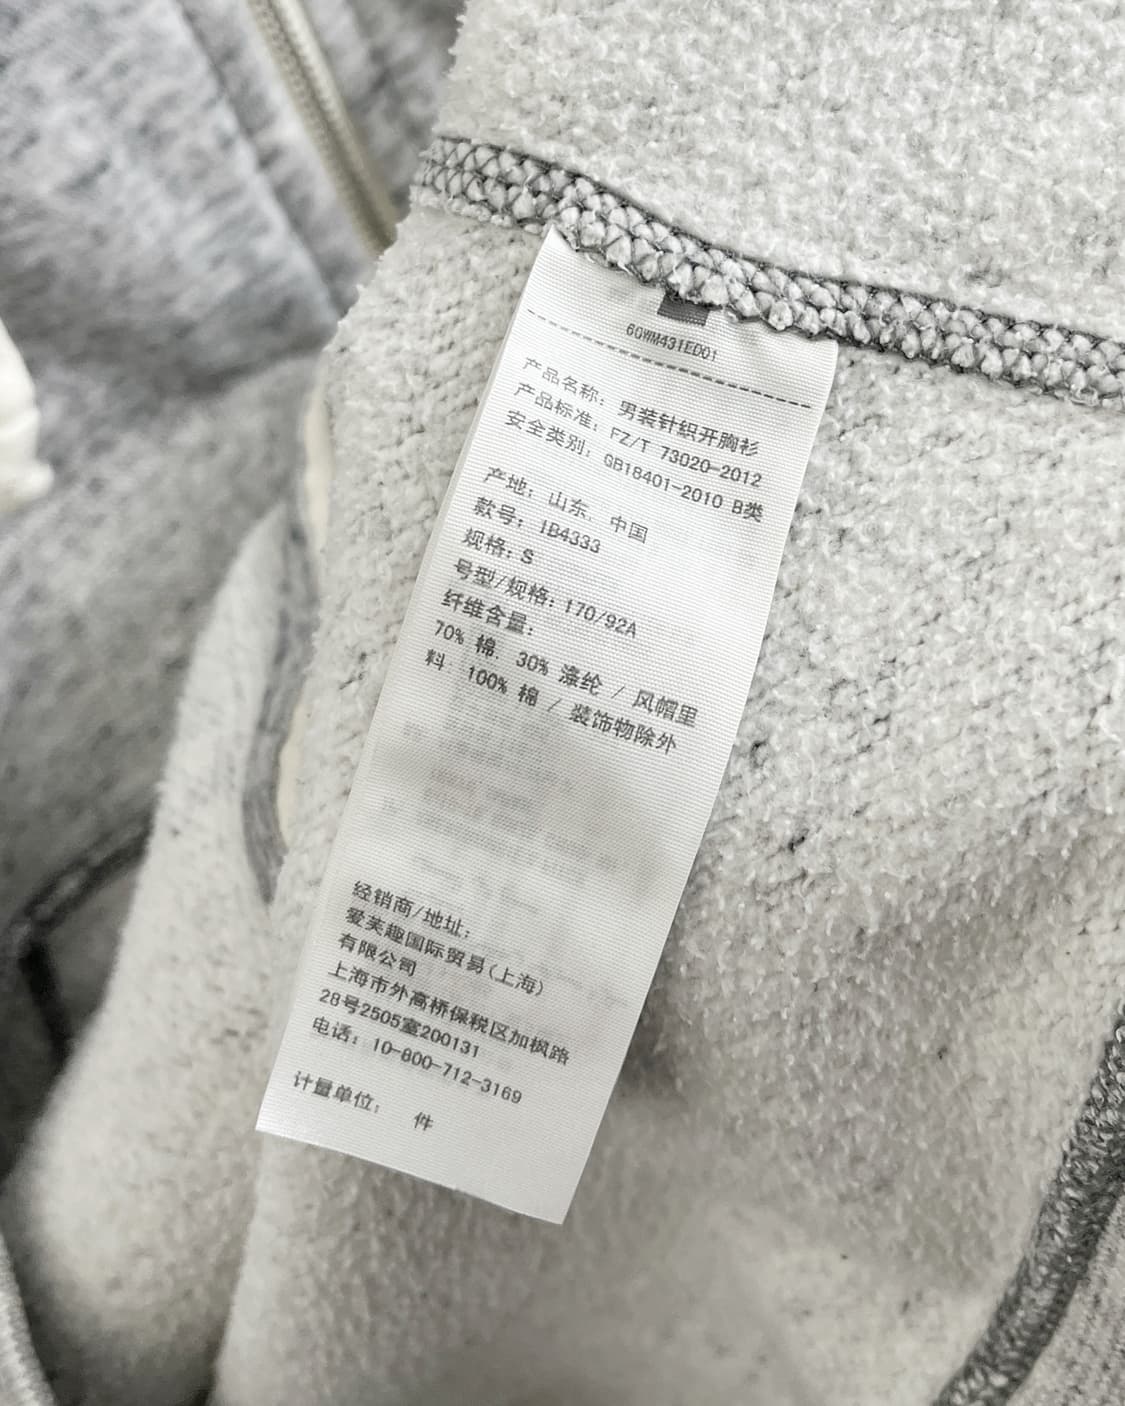 60WM431ED01
产品名称: 男装针织开胸衫
产品标准: FZ/T 73020-2012
安全类别: GB18401-2010 B类
产地: 山东, 中国
款号: IB4333
规格: S
号型/规格: 170/92A
纤维含量:
70% 棉, 30% 涤纶 / 风帽里
料: 100% 棉 / 装饰物除外
经销商/地址:
爱芙趣国际贸易(上海)
有限公司
上海市外高桥保税区加枫路
28号2505室200131
电话: 10-800-712-3169
计量单位: 件